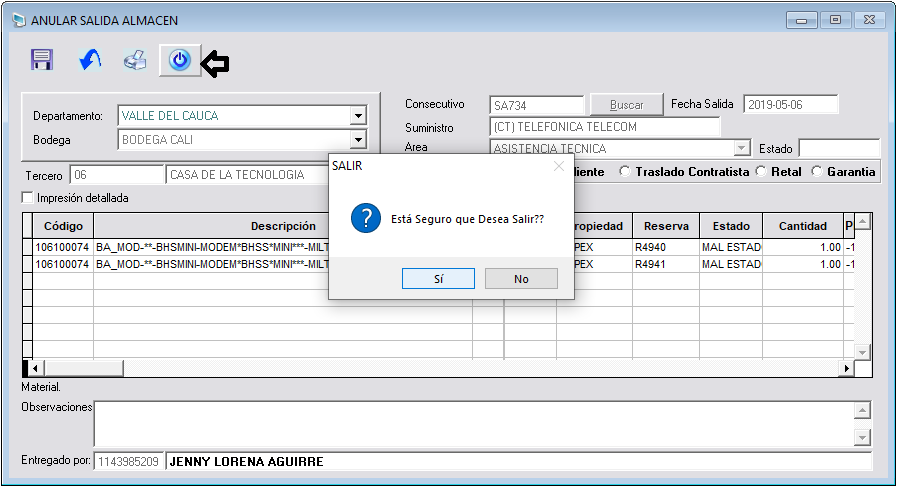 ANULAR SALIDA ALMACEN
Departamento: VALLE DEL CAUCA
Bodega BODEGA CALI
Consecutivo SA734 Buscar Fecha Salida 2019-05-06
Suministro (CT) TELEFONICA TELECOM
Area ASISTENCIA TECNICA Estado
Tercero 06 CASA DE LA TECNOLOGIA
liente Traslado Contratista Retal Garantia
Impresión detallada
SALIR
Está Seguro que Desea Salir??
Sí No
Código Descripción ropiedad Reserva Estado Cantidad P
106100074 BA_MOD-**-BHSMINI-MODEM*BHSS*MINI***-MILT PEX R4940 MAL ESTAD 1.00 -1
106100074 BA_MOD-**-BHSMINI-MODEM*BHSS*MINI***-MILT PEX R4941 MAL ESTAD 1.00 -1
Material.
Observaciones
Entregado por: 1143985209 JENNY LORENA AGUIRRE